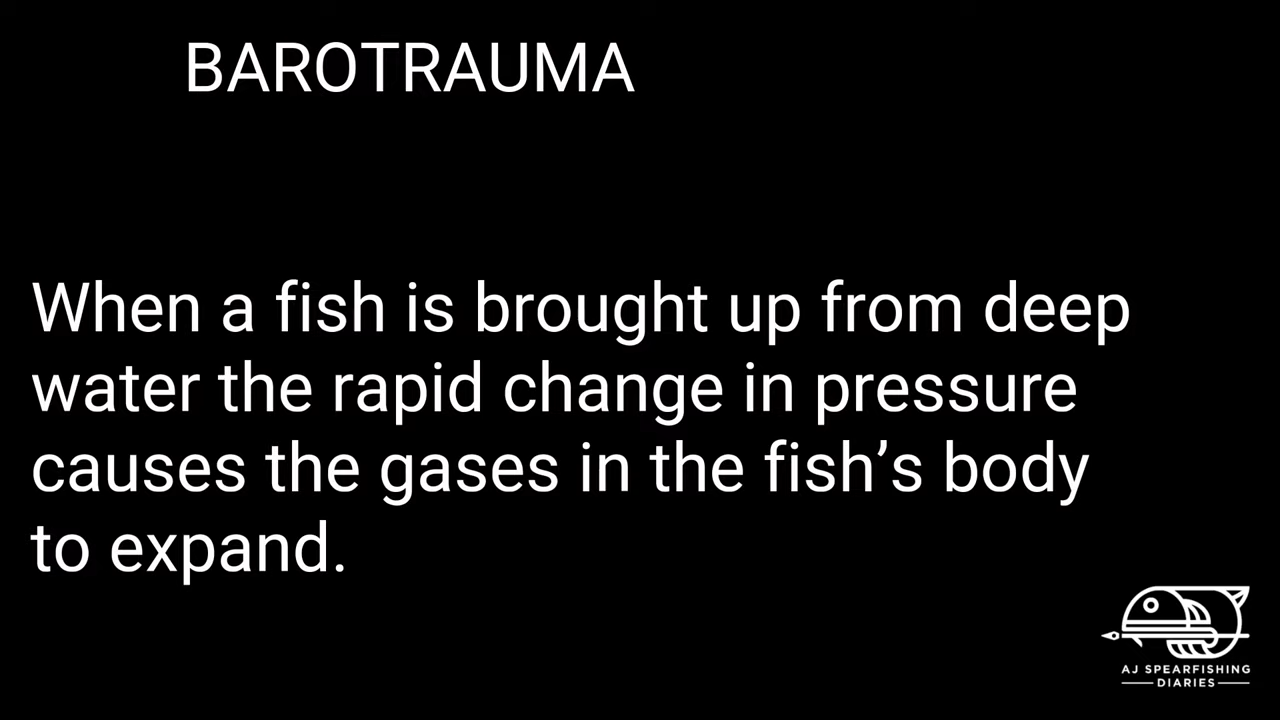 BAROTRAUMA
When a fish is brought up from deep
water the rapid change in pressure
causes the gases in the fish’s body
to expand.
AJ SPEARFISHING
DIARIES